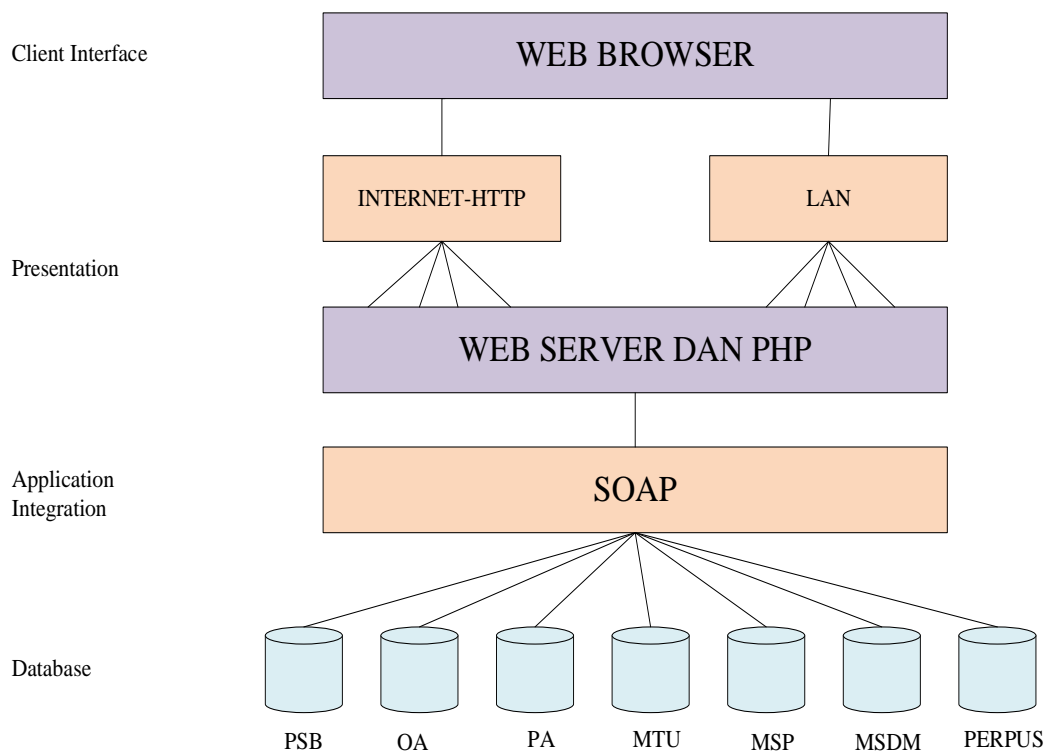 Client Interface
WEB BROWSER
INTERNET-HTTP
LAN
Presentation
WEB SERVER DAN PHP
Application
Integration
SOAP
Database
PSB
OA
PA
MTU
MSP
MSDM
PERPUS